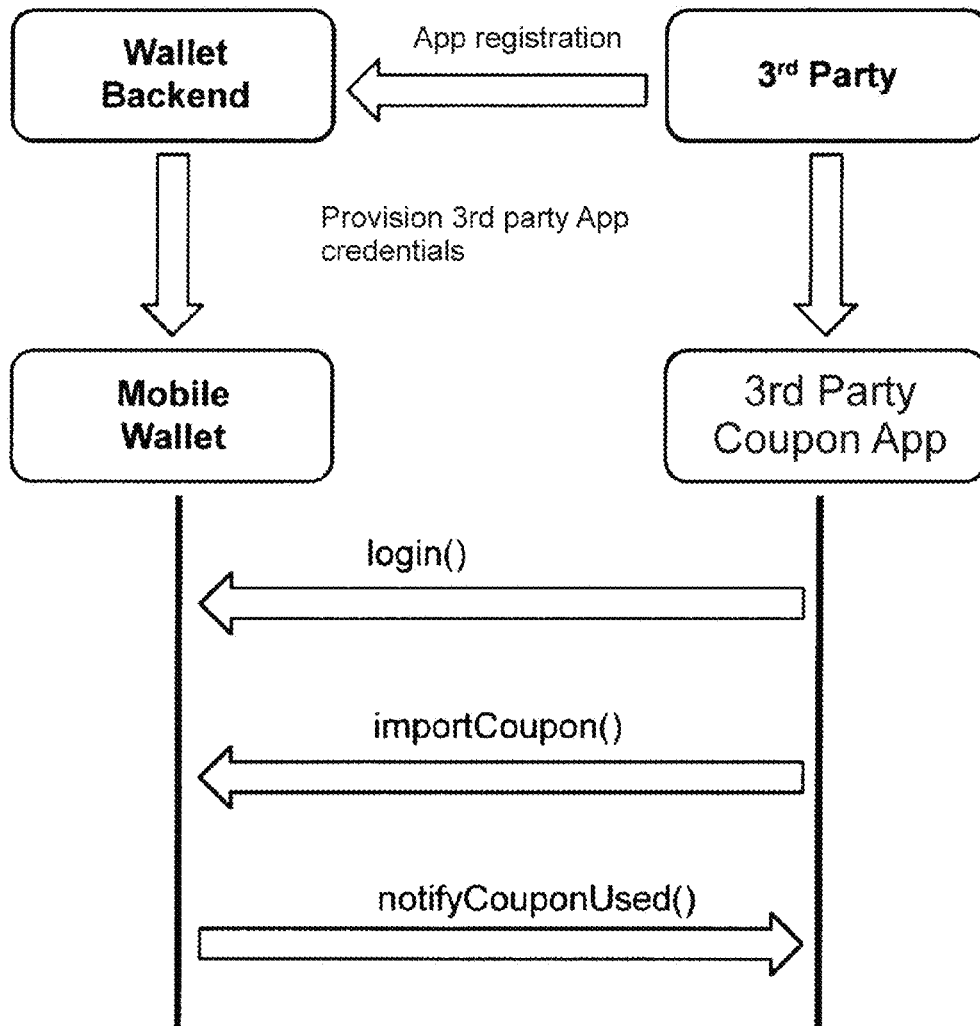 Wallet
Backend
App registration
3rd Party
Provision 3rd party App
credentials
Mobile
Wallet
3rd Party
Coupon App
login()
importCoupon()
notifyCouponUsed()